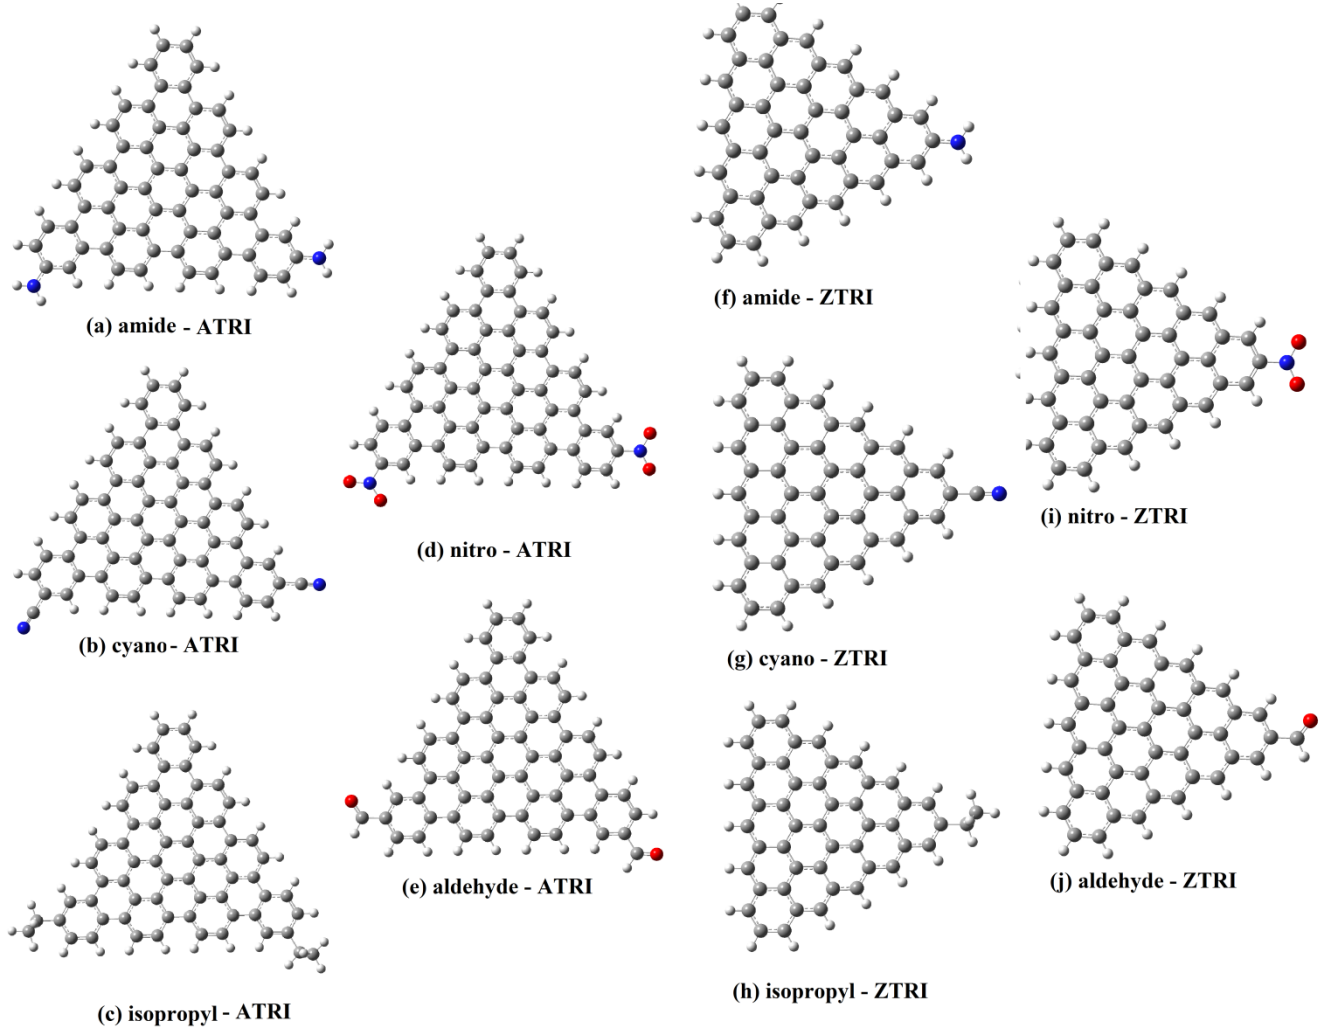 (a) amide - ATRI
(b) cyano - ATRI
(c) isopropyl - ATRI
(d) nitro - ATRI
(e) aldehyde - ATRI
(f) amide - ZTRI
(g) cyano - ZTRI
(h) isopropyl - ZTRI
(i) nitro - ZTRI
(j) aldehyde - ZTRI